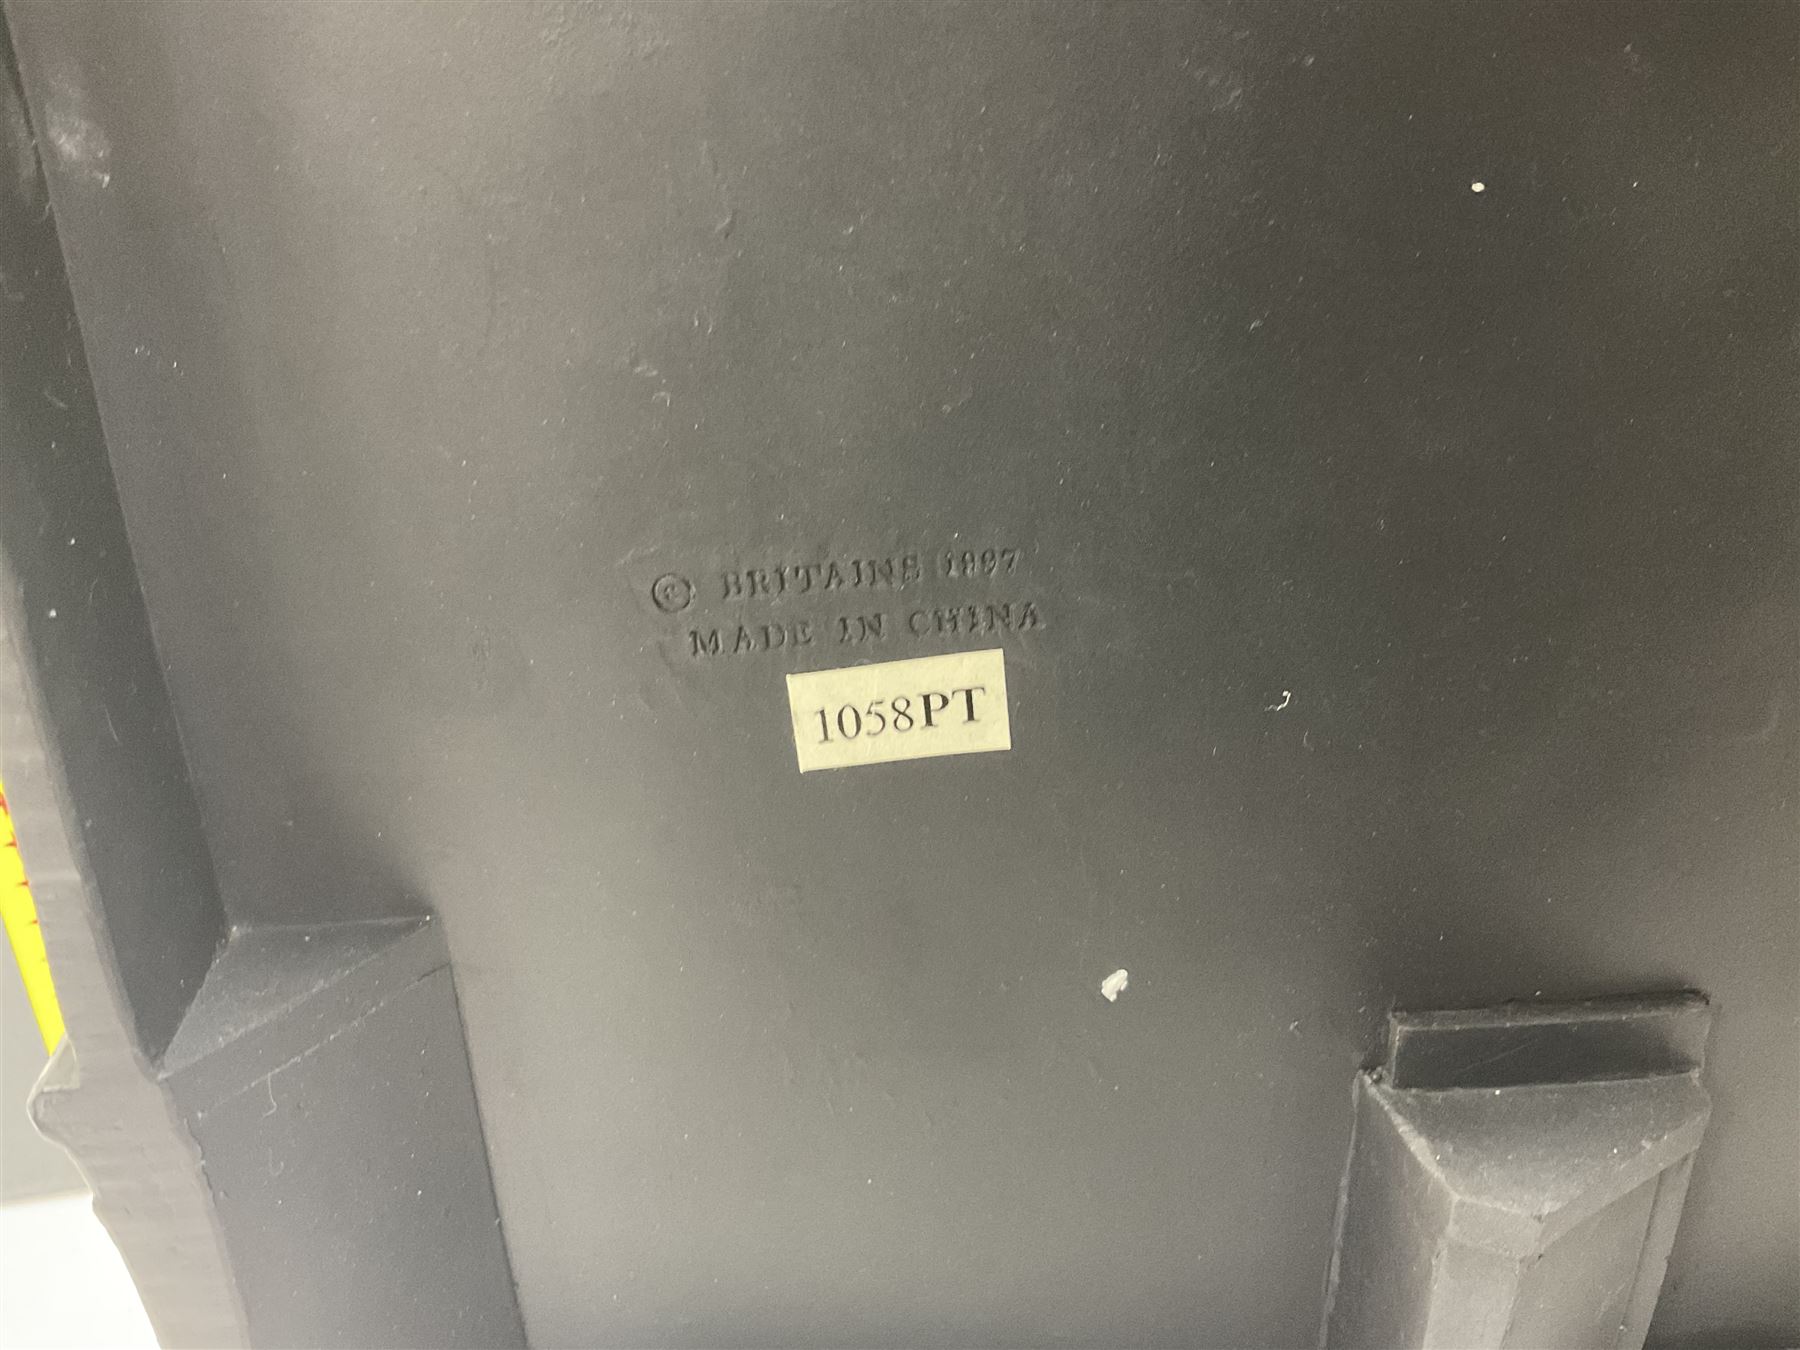 © BRITAINS 1997
MADE IN CHINA
1058PT